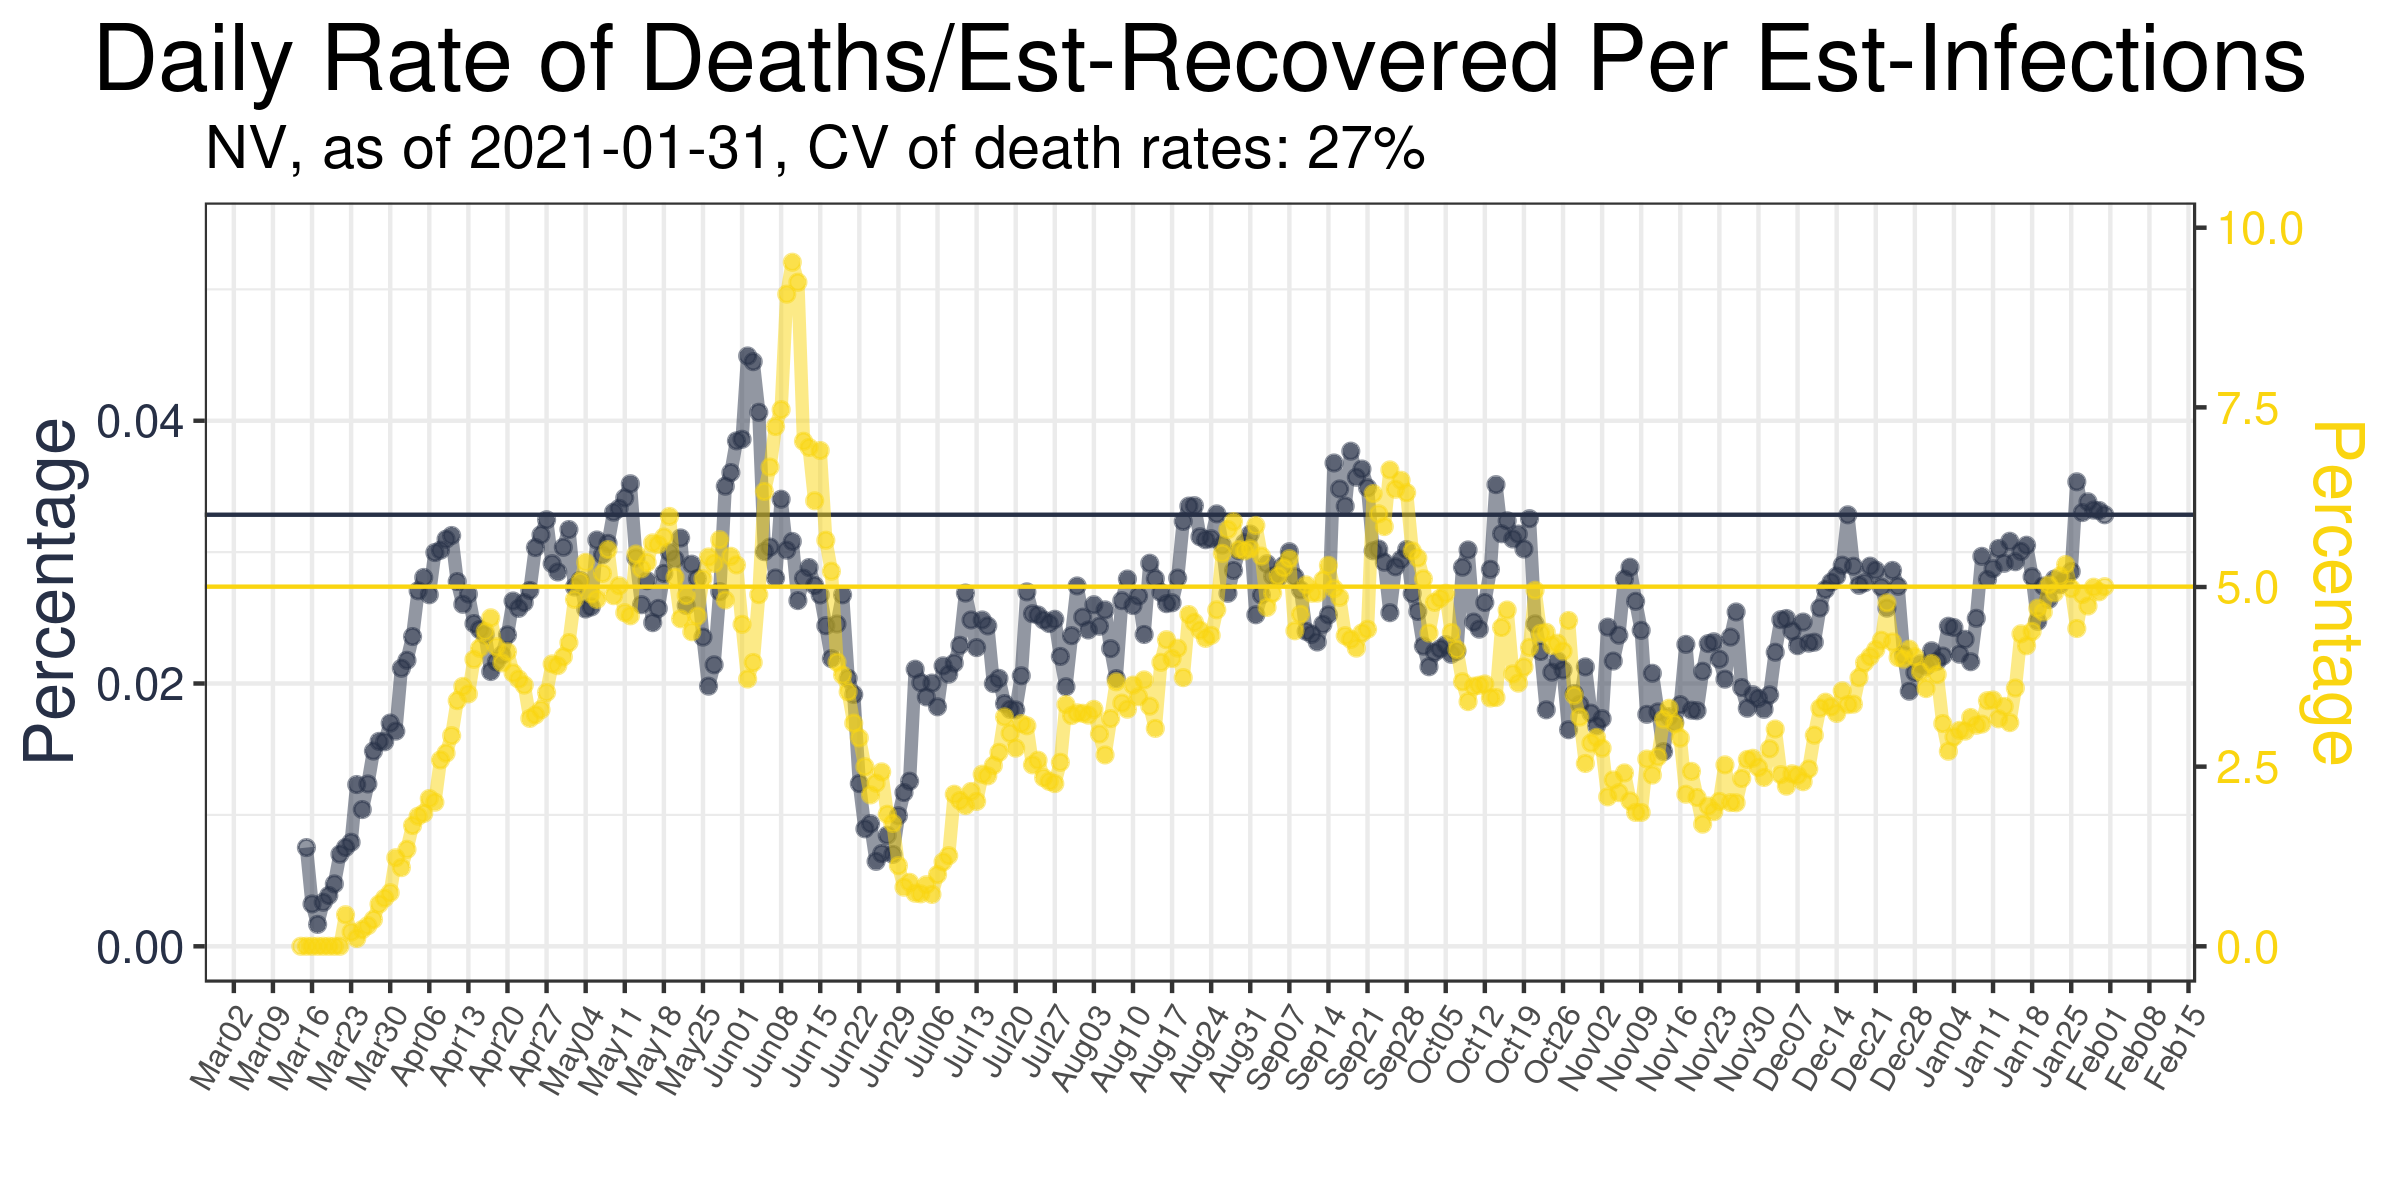 Daily Rate of Deaths/Est-Recovered Per Est-Infections
NV, as of 2021-01-31, CV of death rates: 27%
Percentage
0.04
0.02
0.00
10.0
7.5
5.0
2.5
0.0
Percentage
Mar02
Mar09
Mar16
Mar23
Mar30
Apr06
Apr13
Apr20
Apr27
May04
May11
May18
May25
Jun01
Jun08
Jun15
Jun22
Jun29
Jul06
Jul13
Jul20
Jul27
Aug03
Aug10
Aug17
Aug24
Aug31
Sep07
Sep14
Sep21
Sep28
Oct05
Oct12
Oct19
Oct26
Nov02
Nov09
Nov16
Nov23
Nov30
Dec07
Dec14
Dec21
Dec28
Jan04
Jan11
Jan18
Jan25
Feb01
Feb08
Feb15